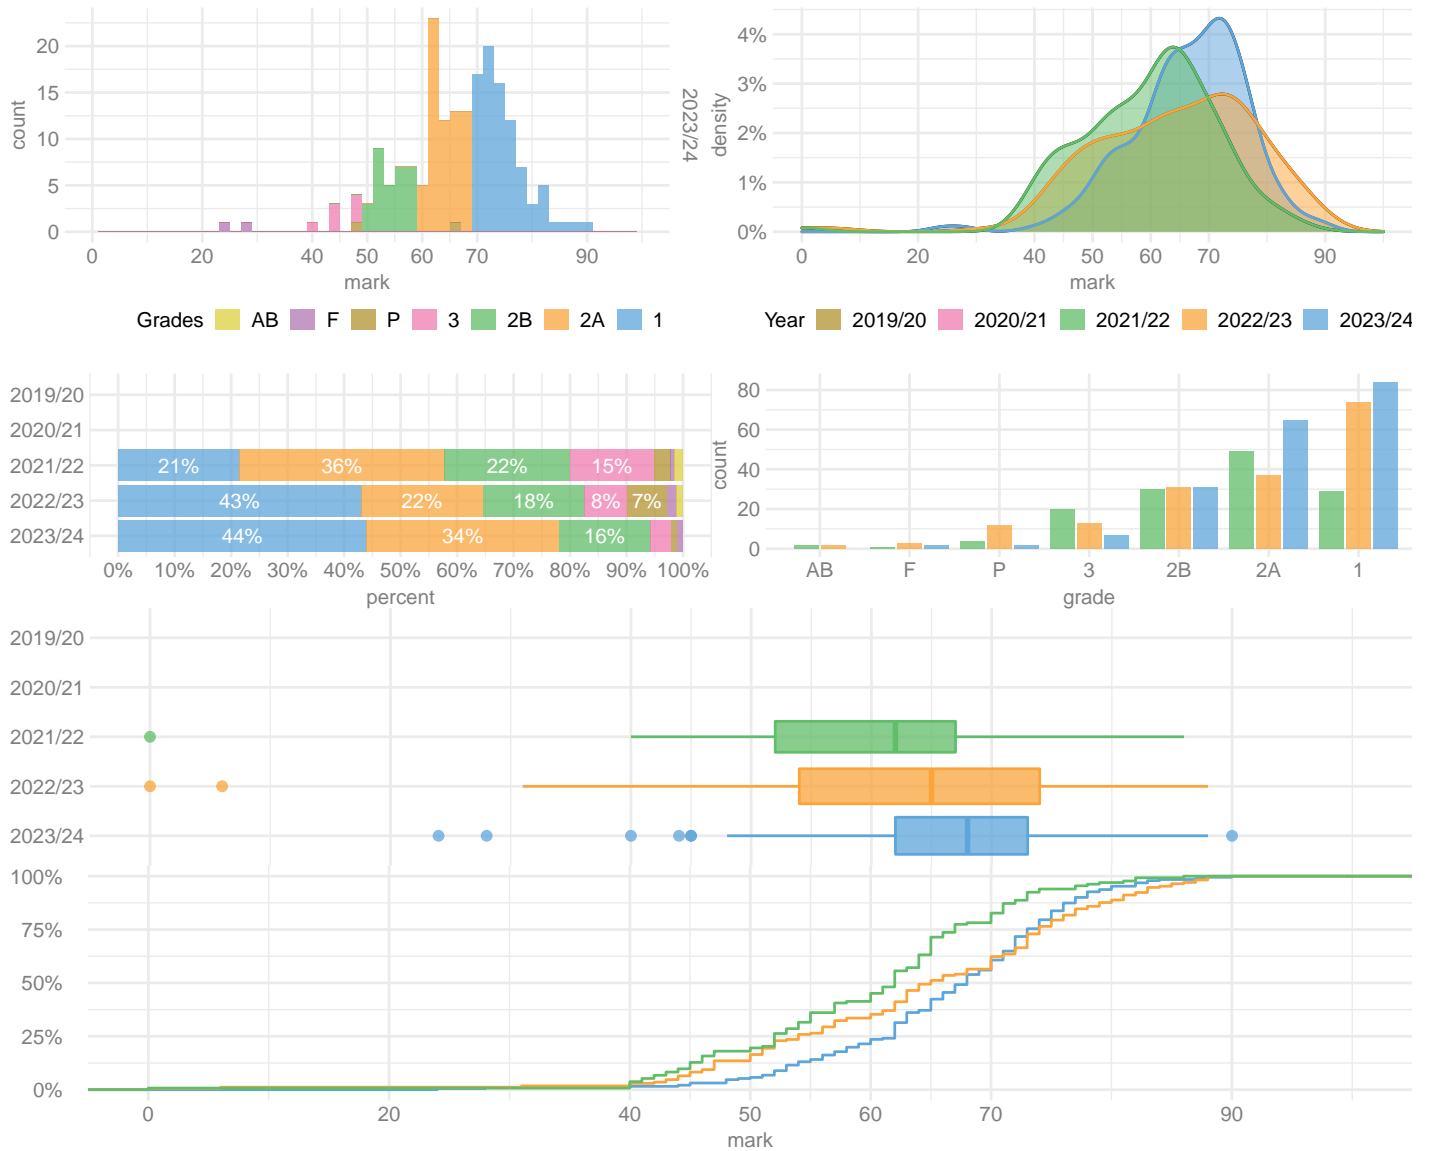 20
15
10
5
0
count
0 20 40 50 60 70 90
mark
2023/24
4%
3%
2%
1%
0%
density
0 20 40 50 60 70 90
mark
Grades AB F P 3 2B 2A 1
Year 2019/20 2020/21 2021/22 2022/23 2023/24
2019/20
2020/21
2021/22 21% 36% 22% 15%
2022/23 43% 22% 18% 8% 7%
2023/24 44% 34% 16%
0% 10% 20% 30% 40% 50% 60% 70% 80% 90% 100%
percent
80
60
40
20
0
count
AB F P 3 2B 2A 1
grade
2019/20
2020/21
2021/22
2022/23
2023/24
100%
75%
50%
25%
0%
0 20 40 50 60 70 90
mark